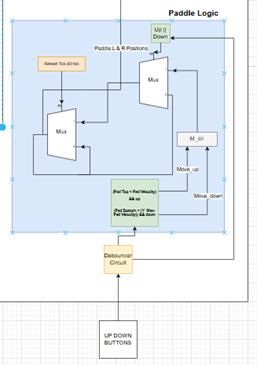 Paddle Logic
Up ||
Down
Paddle L & R Positions
Refresh Tick (60 Hz)
Mux
Mux
M_dir
Move_up
Move_down
(Pad Top > Pad Velocity)
&& up
(Pad Bottom < (Y Max-
Pad Velocity) && down
Debouncer
Circuit
UP DOWN
BUTTONS